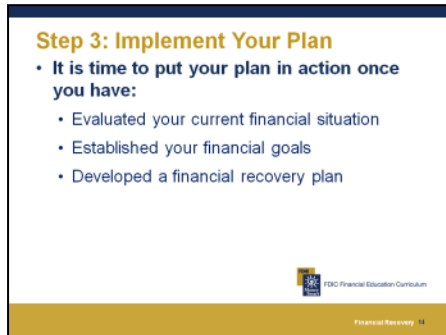 Step 3: Implement Your Plan
• It is time to put your plan in action once
you have:
• Evaluated your current financial situation
• Established your financial goals
• Developed a financial recovery plan
FDIC Financial Education Curriculum
Financial Recovery